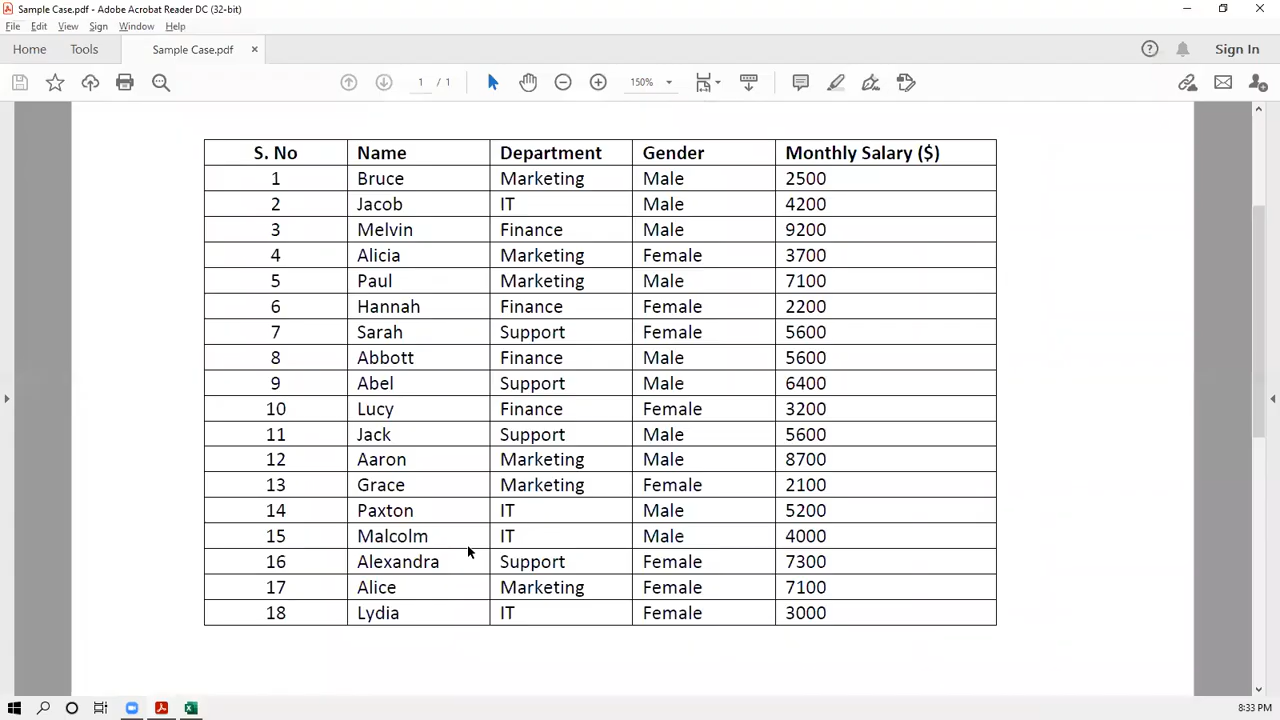 Sample Case.pdf - Adobe Acrobat Reader DC (32-bit)
File Edit View Sign Window Help
Home Tools Sample Case.pdf × ? Sign In
1 / 1 150%
S. No Name Department Gender Monthly Salary ($)
1 Bruce Marketing Male 2500
2 Jacob IT Male 4200
3 Melvin Finance Male 9200
4 Alicia Marketing Female 3700
5 Paul Marketing Male 7100
6 Hannah Finance Female 2200
7 Sarah Support Female 5600
8 Abbott Finance Male 5600
9 Abel Support Male 6400
10 Lucy Finance Female 3200
11 Jack Support Male 5600
12 Aaron Marketing Male 8700
13 Grace Marketing Female 2100
14 Paxton IT Male 5200
15 Malcolm IT Male 4000
16 Alexandra Support Female 7300
17 Alice Marketing Female 7100
18 Lydia IT Female 3000
8:33 PM